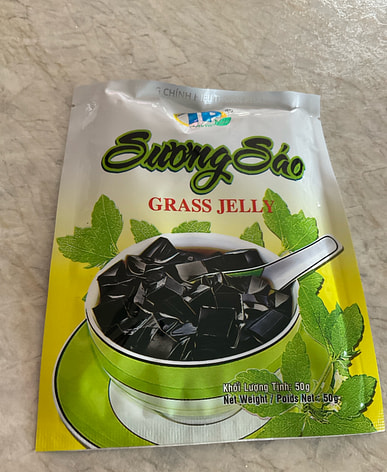 Sương Sáo
GRASS JELLY
Khối Lượng Tịnh: 50g
Net Weight / Poids Net : 50g